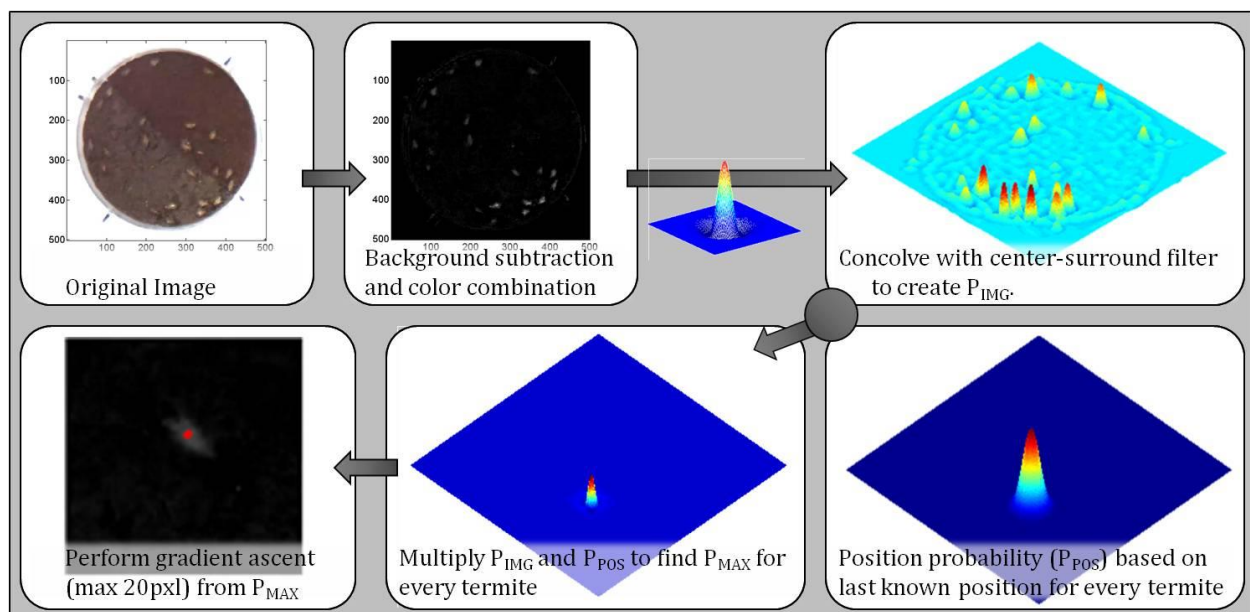 0
100
200
300
400
500
0 100 200 300 400 500
Original Image
100
200
300
400
500
100 200 300 400 500
Background subtraction
and color combination
Concolve with center-surround filter
to create PIMG.
Perform gradient ascent
(max 20pxl) from PMAX
Multiply PIMG and PPOS to find PMAX for
every termite
Position probability (PPOS) based on
last known position for every termite